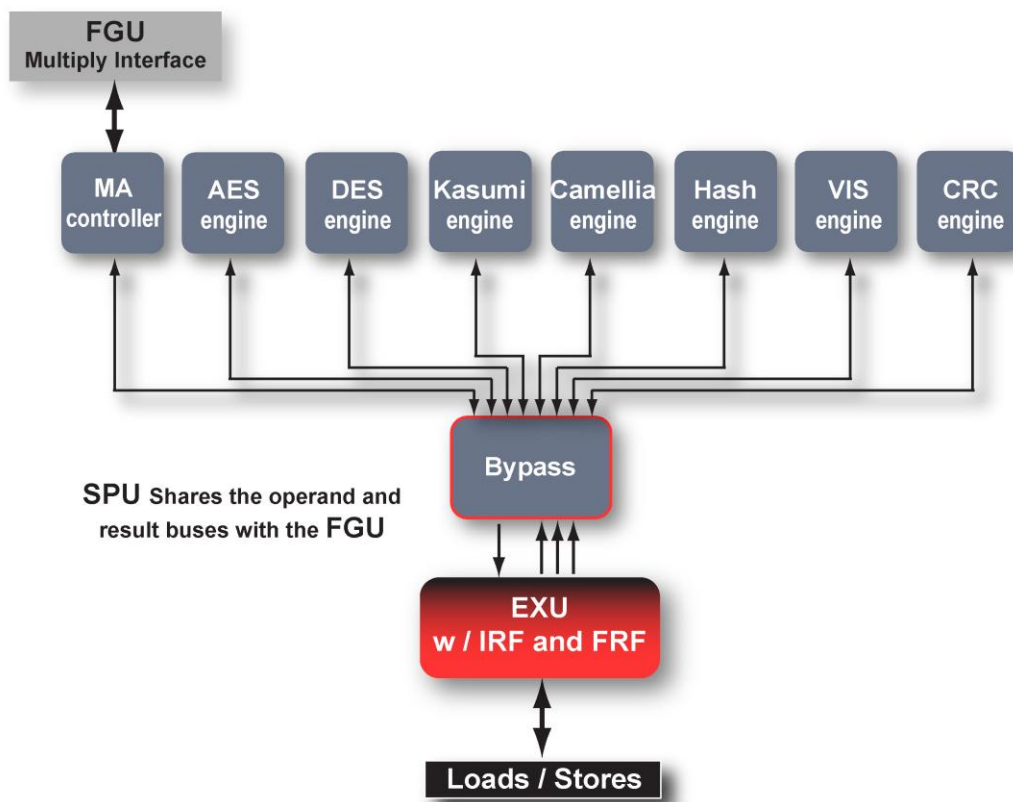 FGU
Multiply Interface
MA
controller
AES
engine
DES
engine
Kasumi
engine
Camellia
engine
Hash
engine
VIS
engine
CRC
engine
Bypass
SPU Shares the operand and
result buses with the FGU
EXU
w / IRF and FRF
Loads / Stores